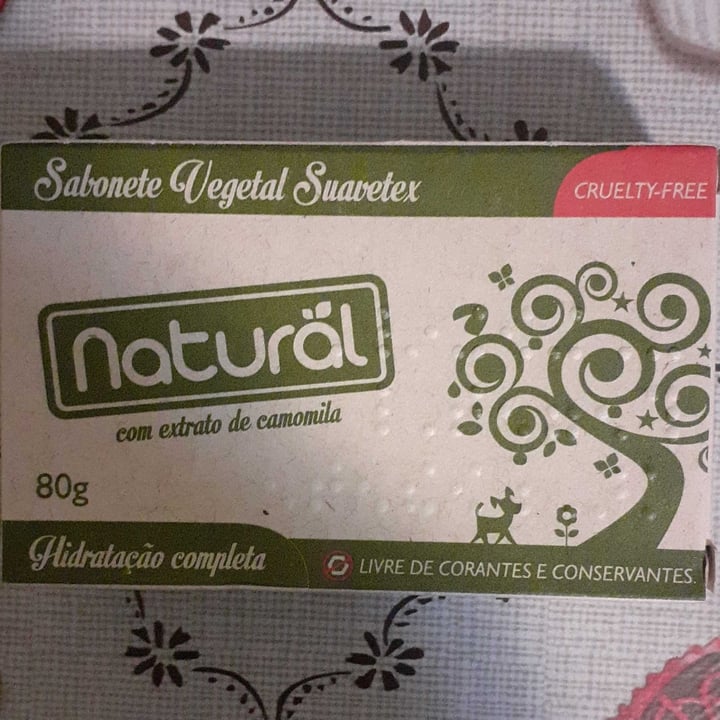 Sabonete Vegetal Suavetex
CRUELTY-FREE
naturäl
com extrato de camomila
80g
Hidratação completa
LIVRE DE CORANTES E CONSERVANTES.